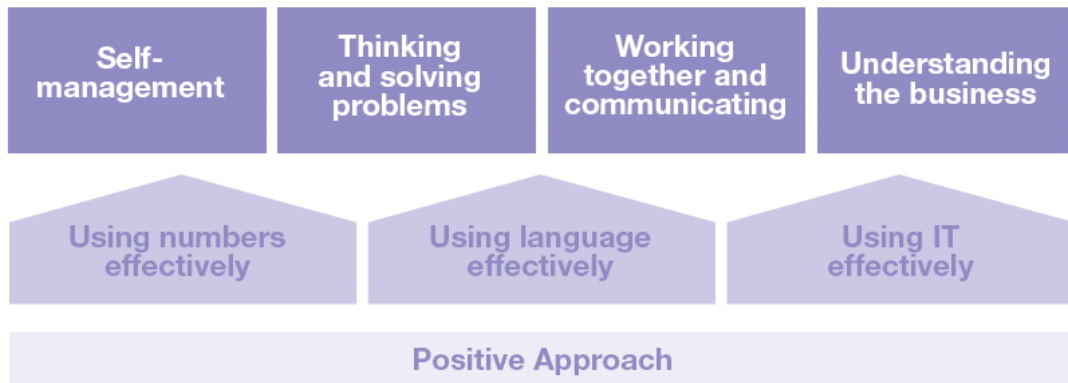 Self-
management
Thinking
and solving
problems
Working
together and
communicating
Understanding
the business
Using numbers
effectively
Using language
effectively
Using IT
effectively
Positive Approach